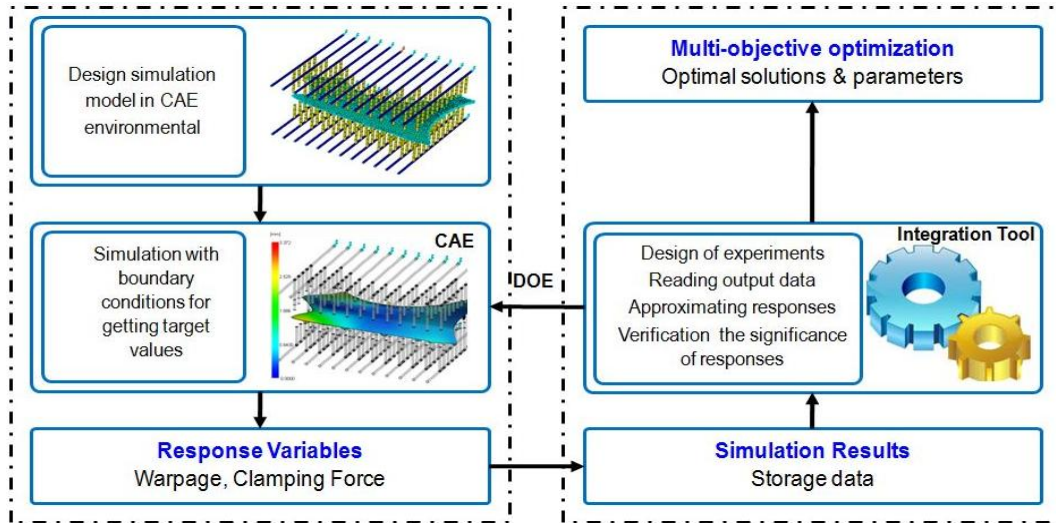 Design simulation
model in CAE
environmental
Simulation with
boundary
conditions for
getting target
values
CAE
Response Variables
Warpage, Clamping Force
DOE
Multi-objective optimization
Optimal solutions & parameters
Integration Tool
Design of experiments
Reading output data
Approximating responses
Verification the significance
of responses
Simulation Results
Storage data